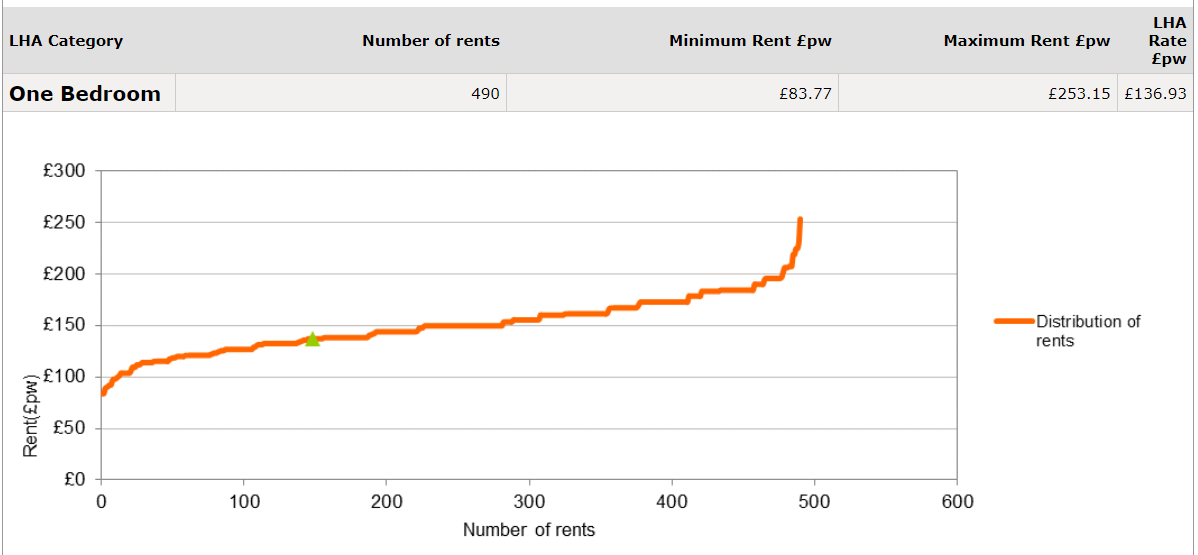 LHA Category Number of rents Minimum Rent £pw Maximum Rent £pw LHA Rate £pw
One Bedroom 490 £83.77 £253.15 £136.93
£300
£250
£200
£150
£100
£50
£0
Rent(£pw)
0 100 200 300 400 500 600
Number of rents
Distribution of
rents